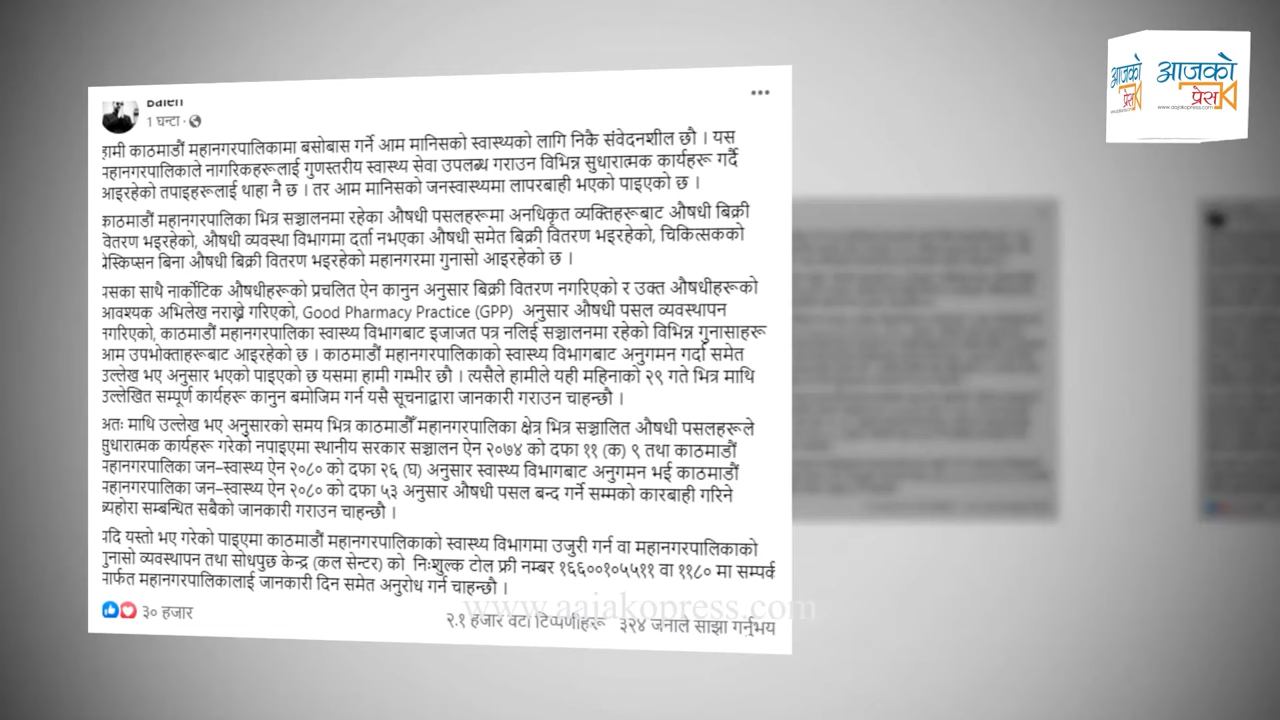 Balen
1 घन्टा
हामी काठमाडौं महानगरपालिकामा बसोबास गर्ने आम मानिसको स्वास्थ्यको लागि निकै संवेदनशील छौ । यस
महानगरपालिकाले नागरिकहरूलाई गुणस्तरीय स्वास्थ्य सेवा उपलब्ध गराउन विभिन्न सुधारात्मक कार्यहरू गर्दै
आइरहेको तपाइहरूलाई थाहा नै छ । तर आम मानिसको जनस्वास्थ्यमा लापरबाही भएको पाइएको छ ।
काठमाडौं महानगरपालिका भित्र सञ्चालनमा रहेका औषधी पसलहरूमा अनधिकृत व्यक्तिहरूबाट औषधी बिक्री
वितरण भइरहेको, औषधी व्यवस्था विभागमा दर्ता नभएका औषधी समेत बिक्री वितरण भइरहेको, चिकित्सकको
प्रेस्किप्सन बिना औषधी बिक्री वितरण भइरहेको महानगरमा गुनासो आइरहेको छ ।
यसका साथै नार्कोटिक औषधीहरूको प्रचलित ऐन कानुन अनुसार बिक्री वितरण नगरिएको र उक्त औषधीहरूको
आवश्यक अभिलेख नराख्ने गरिएको, Good Pharmacy Practice (GPP) अनुसार औषधी पसल व्यवस्थापन
नगरिएको, काठमाडौं महानगरपालिका स्वास्थ्य विभागबाट इजाजत पत्र नलिई सञ्चालनमा रहेको विभिन्न गुनासाहरू
आम उपभोक्ताहरूबाट आइरहेको छ । काठमाडौं महानगरपालिकाको स्वास्थ्य विभागबाट अनुगमन गर्दा समेत
उल्लेख भए अनुसार भएको पाइएको छ यसमा हामी गम्भीर छौ । त्यसैले हामीले यही महिनाको २९ गते भित्र माथि
उल्लेखित सम्पूर्ण कार्यहरू कानुन बमोजिम गर्न यसै सूचनाद्वारा जानकारी गराउन चाहन्छौ ।
अतः माथि उल्लेख भए अनुसारको समय भित्र काठमाडौँ महानगरपालिका क्षेत्र भित्र सञ्चालित औषधी पसलहरूले
सुधारात्मक कार्यहरू गरेको नपाइएमा स्थानीय सरकार सञ्चालन ऐन २०७४ को दफा ११ (क) ९ तथा काठमाडौं
महानगरपालिका जन–स्वास्थ्य ऐन २०८० को दफा २६ (घ) अनुसार स्वास्थ्य विभागबाट अनुगमन भई काठमाडौं
महानगरपालिका जन–स्वास्थ्य ऐन २०८० को दफा ५३ अनुसार औषधी पसल बन्द गर्ने सम्मको कारबाही गरिने
ब्यहोरा सम्बन्धित सबैको जानकारी गराउन चाहन्छौ ।
यदि यस्तो भए गरेको पाइएमा काठमाडौं महानगरपालिकाको स्वास्थ्य विभागमा उजुरी गर्न वा महानगरपालिकाको
गुनासो व्यवस्थापन तथा सोधपुछ केन्द्र (कल सेन्टर) को निःशुल्क टोल फ्री नम्बर १६६००१०५५११ वा ११८० मा सम्पर्क
मार्फत महानगरपालिकालाई जानकारी दिन समेत अनुरोध गर्न चाहन्छौ ।
३० हजार
२.१ हजार वटा टिप्पणीहरू ३२४ जनाले साझा गर्नुभय
www.aajakopress.com
आजको
प्रेस
www.aajakopress.com
आजको
प्रेस